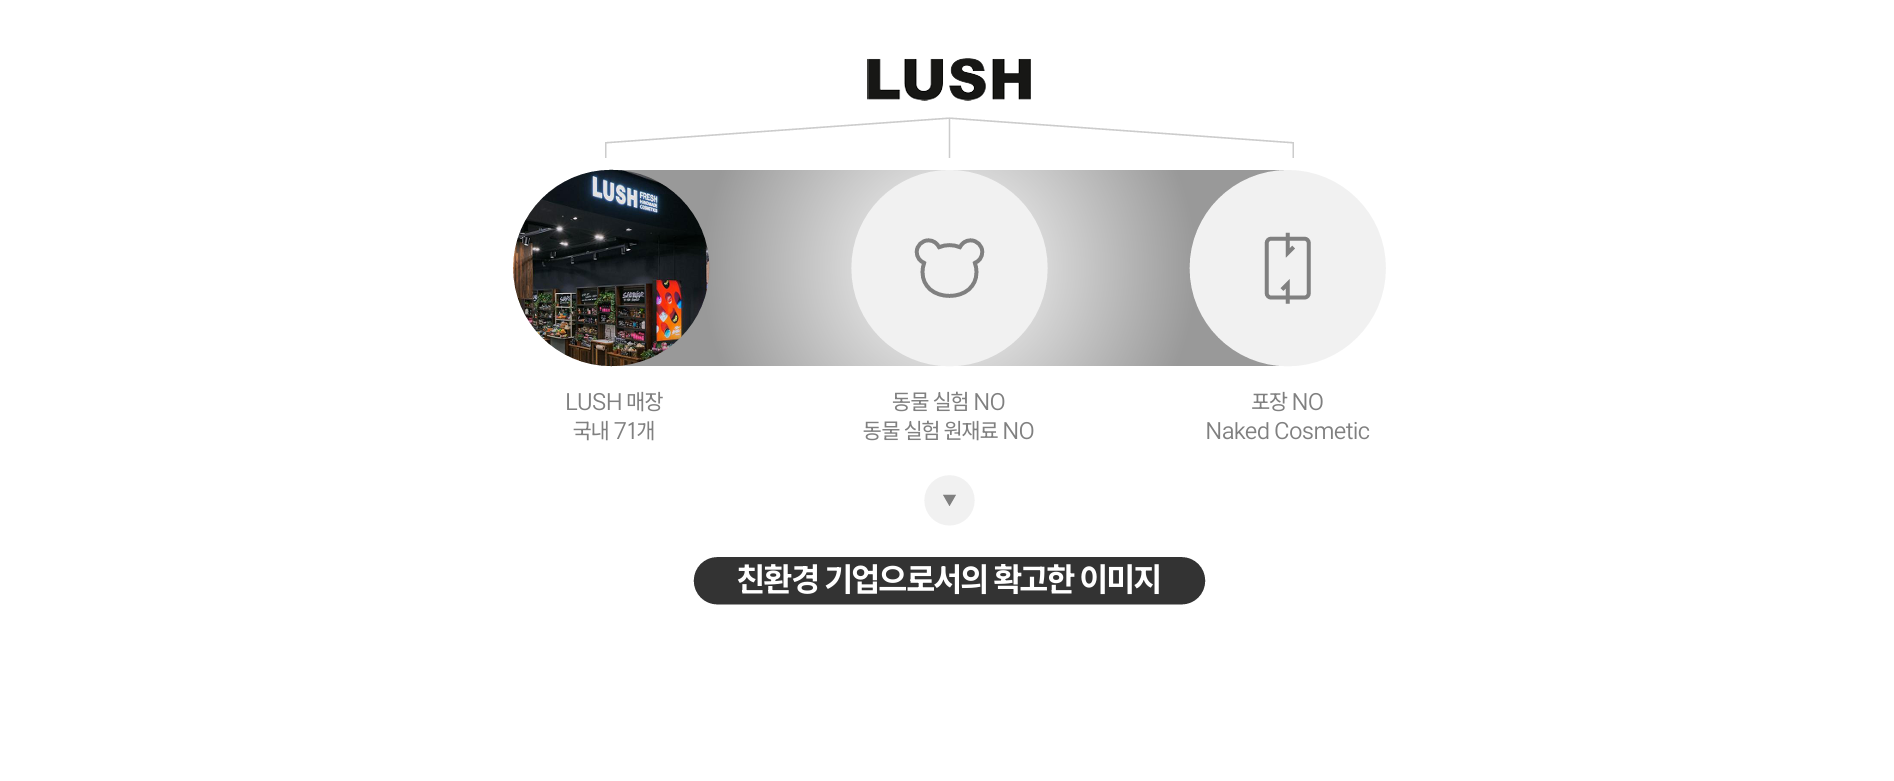 LUSH
LUSH FRESH
HANDMADE
COSMETICS
LUSH 매장
국내 71개
동물 실험 NO
동물 실험 원재료 NO
포장 NO
Naked Cosmetic
친환경 기업으로서의 확고한 이미지